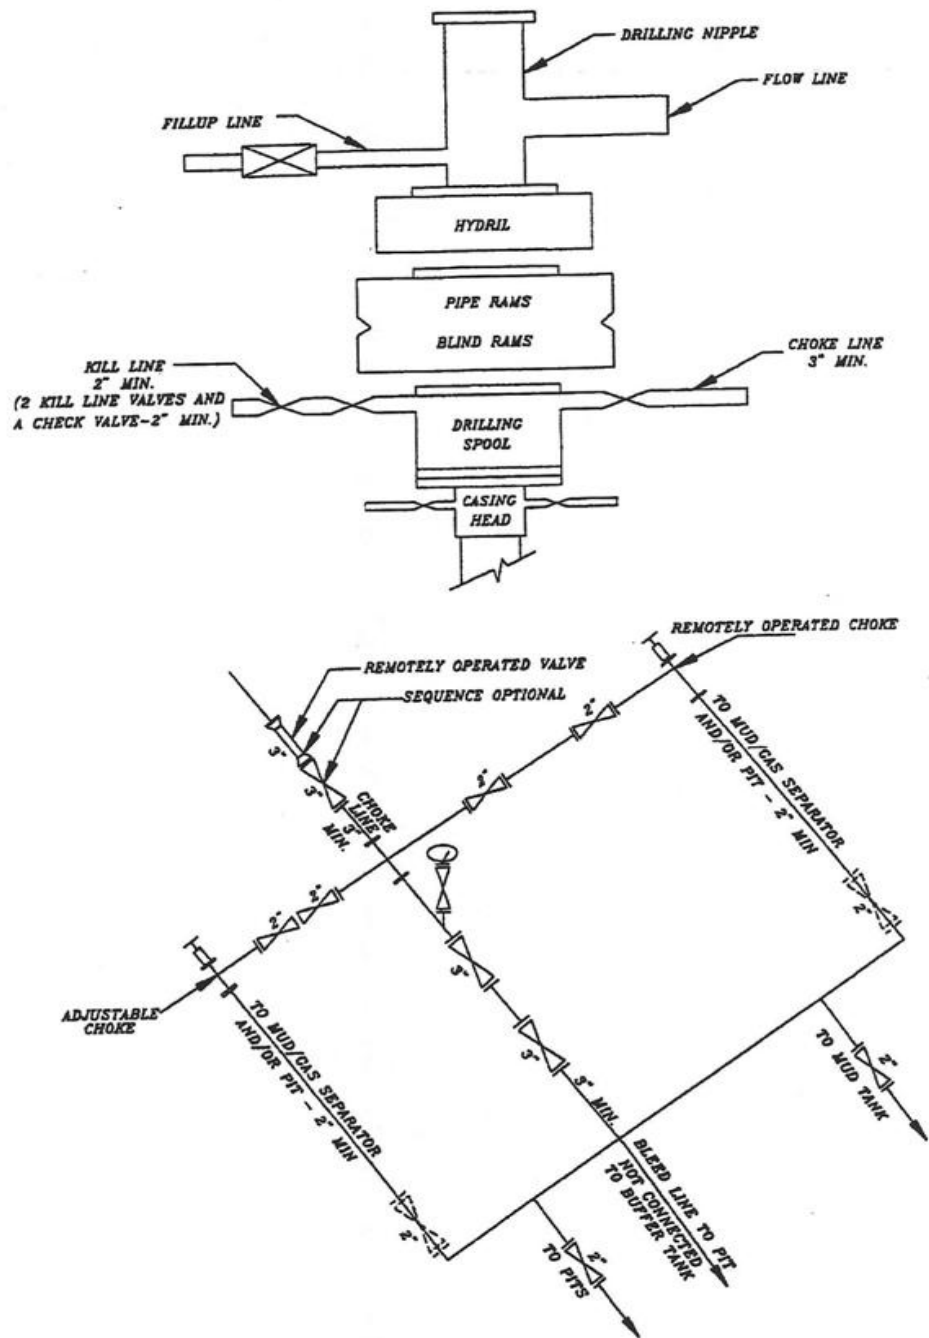 DRILLING NIPPLE
FLOW LINE
FILLUP LINE
HYDRIL
PIPE RAMS
BLIND RAMS
KILL LINE
2" MIN.
(2 KILL LINE VALVES AND
A CHECK VALVE-2" MIN.)
CHOKE LINE
3" MIN.
DRILLING
SPOOL
CASING
HEAD
REMOTELY OPERATED CHOKE
REMOTELY OPERATED VALVE
SEQUENCE OPTIONAL
3"
3"
CHOKE
LINE
3"
MIN.
2"
2"
2"
2"
TO MUD/GAS SEPARATOR
AND/OR PIT - 2" MIN
2"
ADJUSTABLE
CHOKE
TO MUD/GAS SEPARATOR
AND/OR PIT - 2" MIN
2"
3"
3"
3" MIN.
BLEED LINE TO PIT
NOT CONNECTED
TO BUFFER TANK
2"
TO MUD TANK
2"
TO PITS